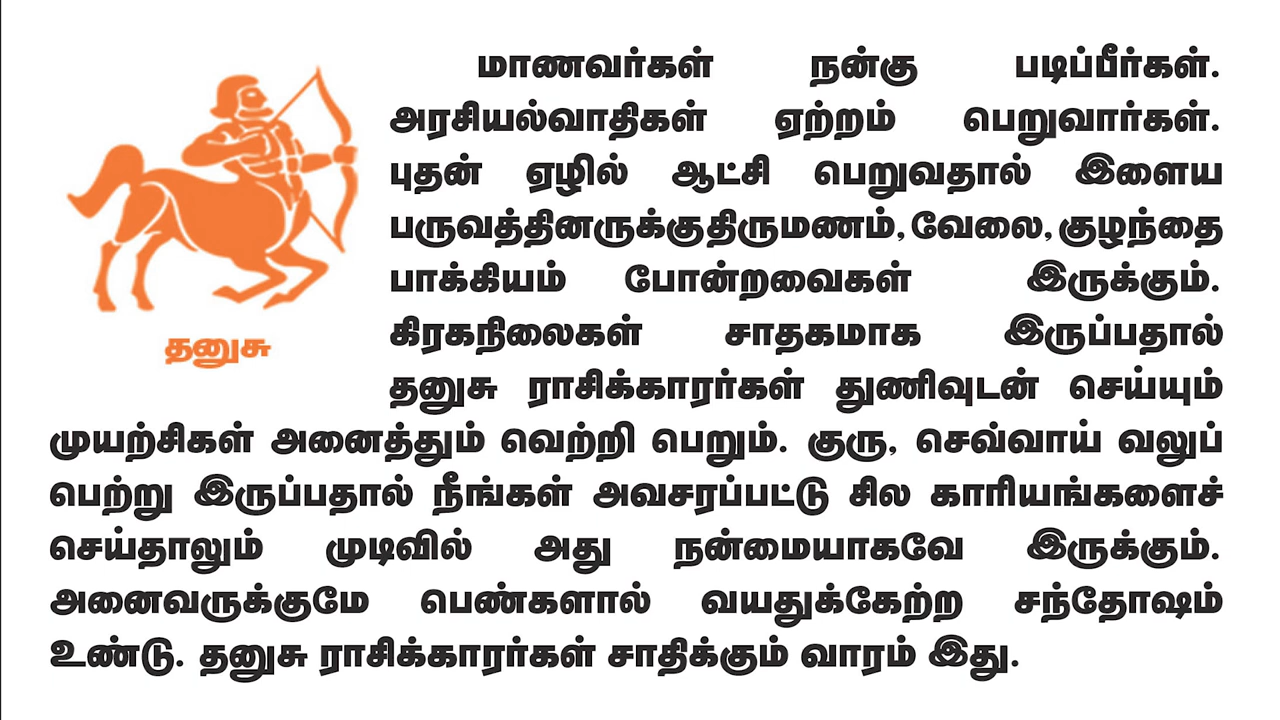 மாணவர்கள் நன்கு படிப்பீர்கள்.
அரசியல்வாதிகள் ஏற்றம் பெறுவார்கள்.
புதன் ஏழில் ஆட்சி பெறுவதால் இளைய
பருவத்தினருக்கு திருமணம், வேலை, குழந்தை
பாக்கியம் போன்றவைகள் இருக்கும்.
கிரகநிலைகள் சாதகமாக இருப்பதால்
தனுசு ராசிக்காரர்கள் துணிவுடன் செய்யும்
முயற்சிகள் அனைத்தும் வெற்றி பெறும். குரு, செவ்வாய் வலுப்
பெற்று இருப்பதால் நீங்கள் அவசரப்பட்டு சில காரியங்களைச்
செய்தாலும் முடிவில் அது நன்மையாகவே இருக்கும்.
அனைவருக்குமே பெண்களால் வயதுக்கேற்ற சந்தோஷம்
உண்டு. தனுசு ராசிக்காரர்கள் சாதிக்கும் வாரம் இது.
தனுசு